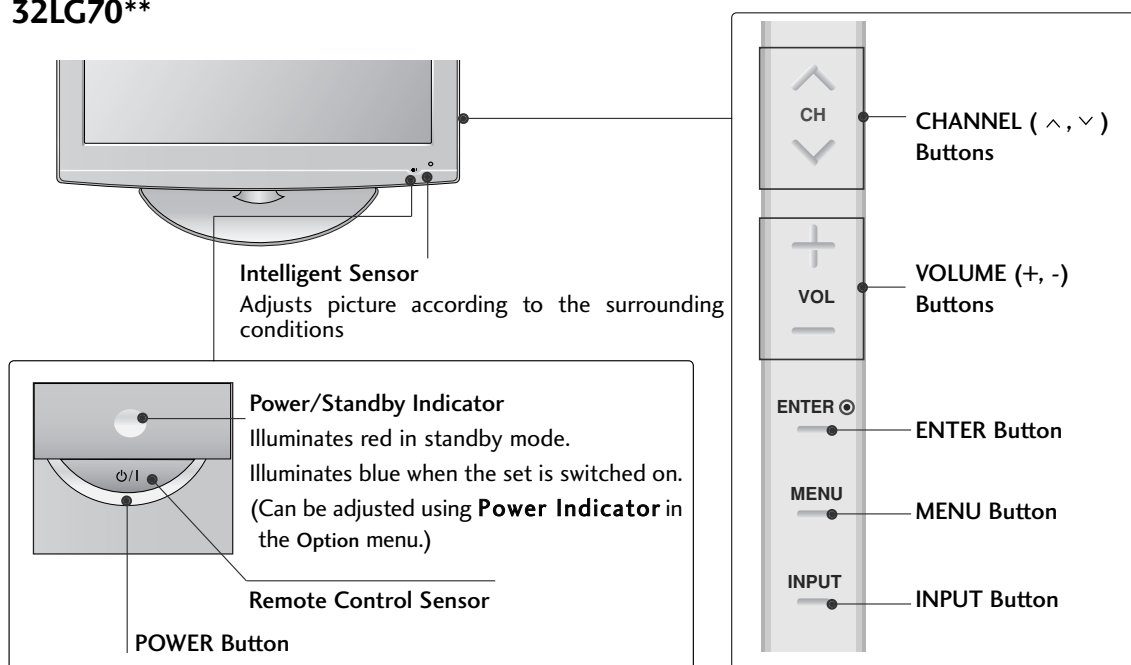 32LG70**
Intelligent Sensor
Adjusts picture according to the surrounding
conditions
Power/Standby Indicator
Illuminates red in standby mode.
Illuminates blue when the set is switched on.
(Can be adjusted using Power Indicator in
the Option menu.)
⏻/I
Remote Control Sensor
POWER Button
CH
CHANNEL ( ∧, ∨ )
Buttons
VOL
VOLUME (+, -)
Buttons
ENTER ⊙
ENTER Button
MENU
MENU Button
INPUT
INPUT Button